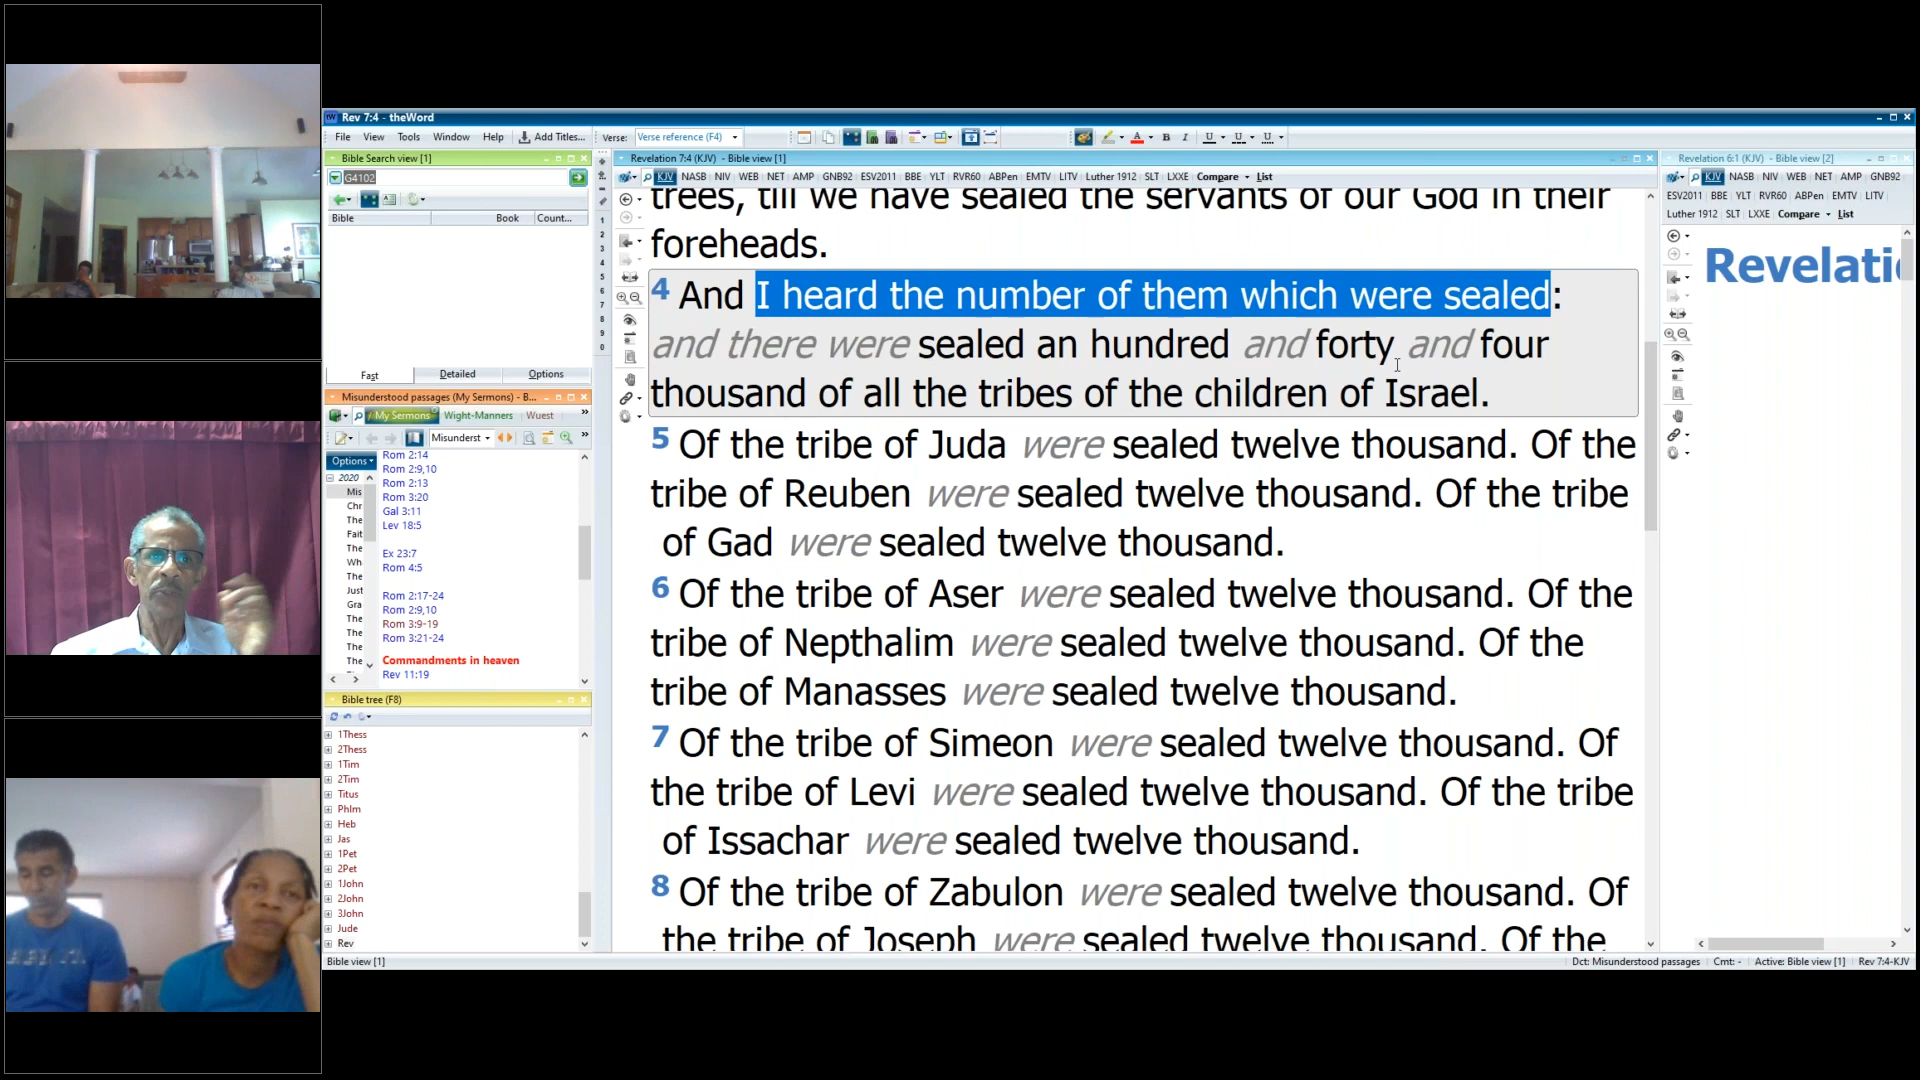 Rev 7:4 - theWord
File View Tools Window Help Add Titles... Verse: Verse reference (F4)
Bible Search view [1]
G4102
Bible Book Count...
Fast Detailed Options
Misunderstood passages (My Sermons) - B...
My Sermons Wight-Manners Wuest
Misunderst
Options
2020
Mis
Chr
The
Fait
The
Wh
The
Just
Gra
The
The
The
The
Rom 2:14
Rom 2:9,10
Rom 2:13
Rom 3:20
Gal 3:11
Lev 18:5
Ex 23:7
Rom 4:5
Rom 2:17-24
Rom 2:9,10
Rom 3:9-19
Rom 3:21-24
Commandments in heaven
Rev 11:19
Bible tree (F8)
1Thess
2Thess
1Tim
2Tim
Titus
Phlm
Heb
Jas
1Pet
2Pet
1John
2John
3John
Jude
Rev
Revelation 7:4 (KJV) - Bible view [1]
KJV NASB NIV WEB NET AMP GNB92 ESV2011 BBE YLT RVR60 ABPen EMTV LITV Luther 1912 SLT LXXE Compare List
trees, till we have sealed the servants of our God in their
foreheads.
4 And I heard the number of them which were sealed:
and there were sealed an hundred and forty and four
thousand of all the tribes of the children of Israel.
5 Of the tribe of Juda were sealed twelve thousand. Of the
tribe of Reuben were sealed twelve thousand. Of the tribe
of Gad were sealed twelve thousand.
6 Of the tribe of Aser were sealed twelve thousand. Of the
tribe of Nepthalim were sealed twelve thousand. Of the
tribe of Manasses were sealed twelve thousand.
7 Of the tribe of Simeon were sealed twelve thousand. Of
the tribe of Levi were sealed twelve thousand. Of the tribe
of Issachar were sealed twelve thousand.
8 Of the tribe of Zabulon were sealed twelve thousand. Of
the tribe of Joseph were sealed twelve thousand. Of the
Revelation 6:1 (KJV) - Bible view [2]
KJV NASB NIV WEB NET AMP GNB92
ESV2011 BBE YLT RVR60 ABPen EMTV LITV
Luther 1912 SLT LXXE Compare List
Revelati
Bible view [1] Dct: Misunderstood passages Cmt: - Active: Bible view [1] Rev 7:4-KJV